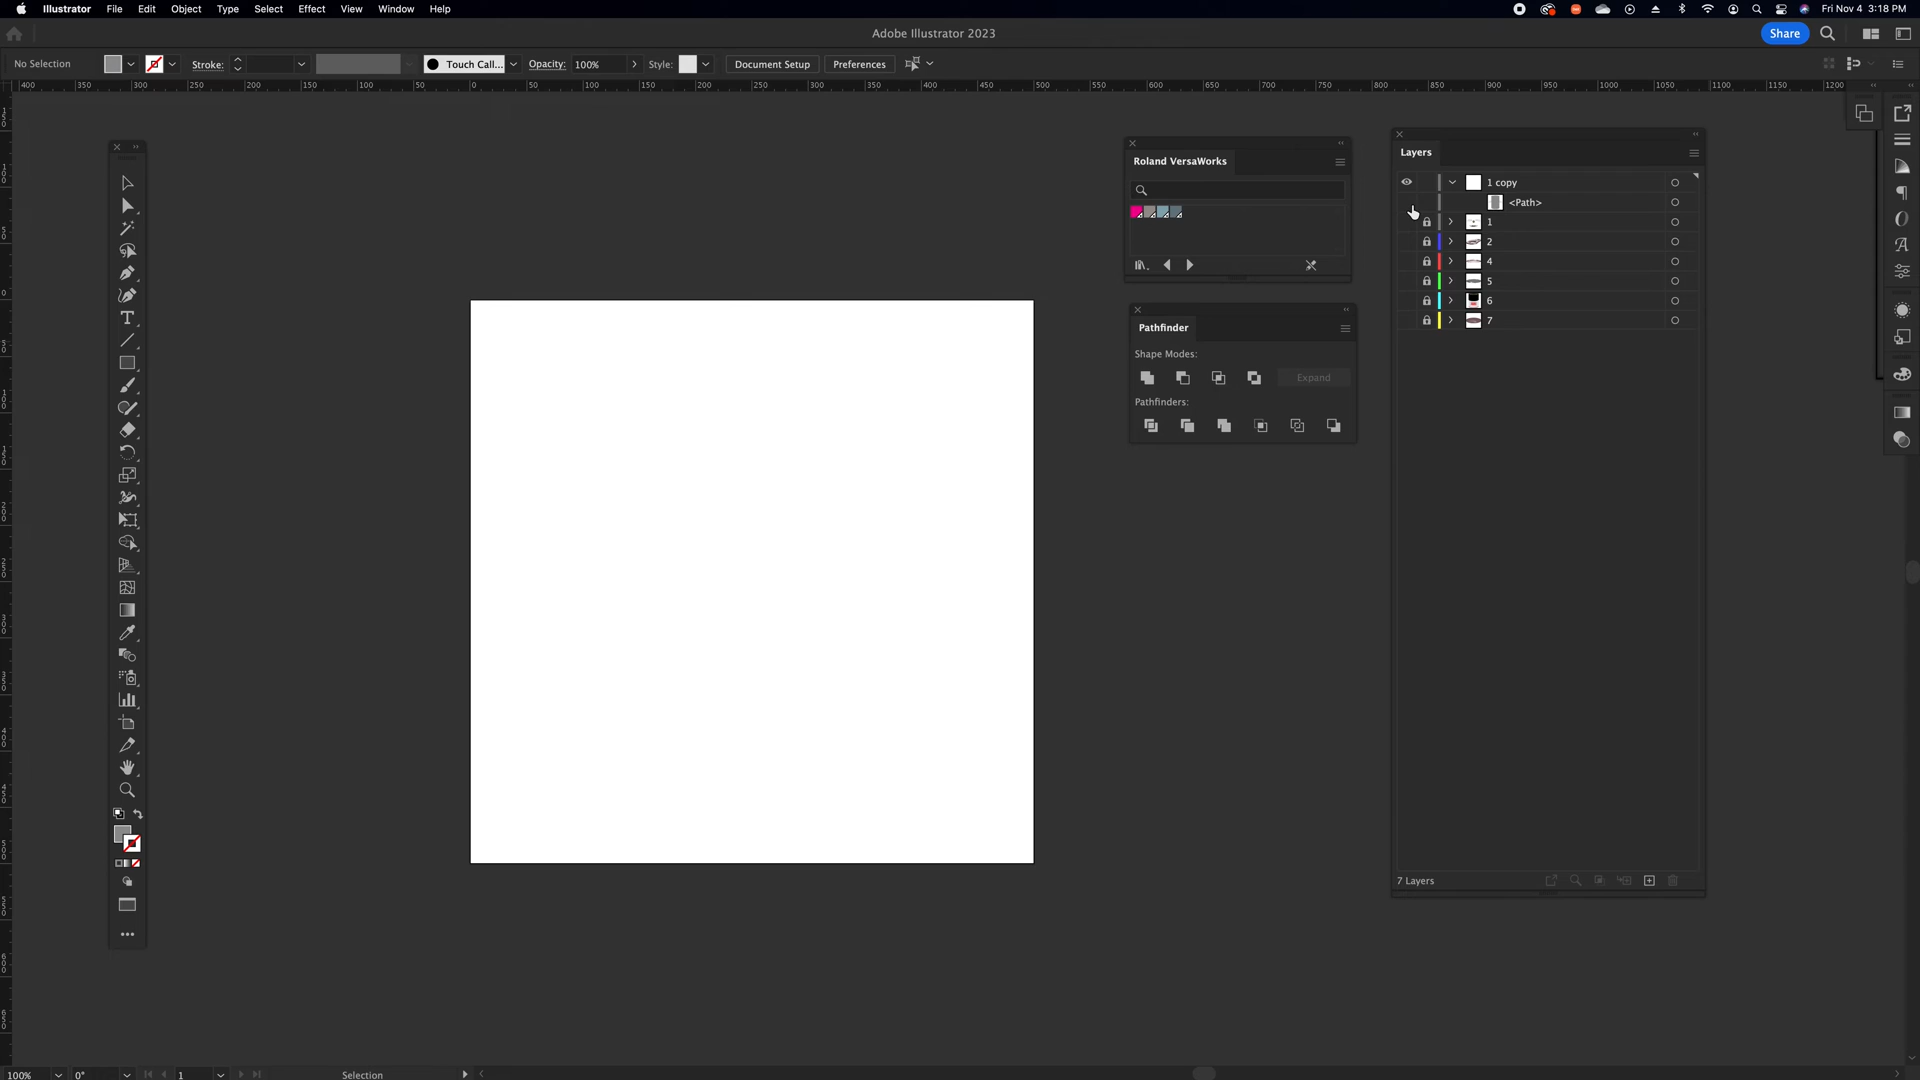 Illustrator File Edit Object Type Select Effect View Window Help Fri Nov 4 3:18 PM
Adobe Illustrator 2023 Share
No Selection Stroke: Touch Call... Opacity: 100% Style: Document Setup Preferences
400 350 300 250 200 150 100 50 0 50 100 150 200 250 300 350 400 450 500 550 600 650 700 750 800 850 900 950 1000 1050 1100 1150 1200
Roland VersaWorks
Layers
1 copy
<Path>
1
2
4
5
6
7
Pathfinder
Shape Modes:
Expand
Pathfinders:
7 Layers
100% 0° 1 Selection